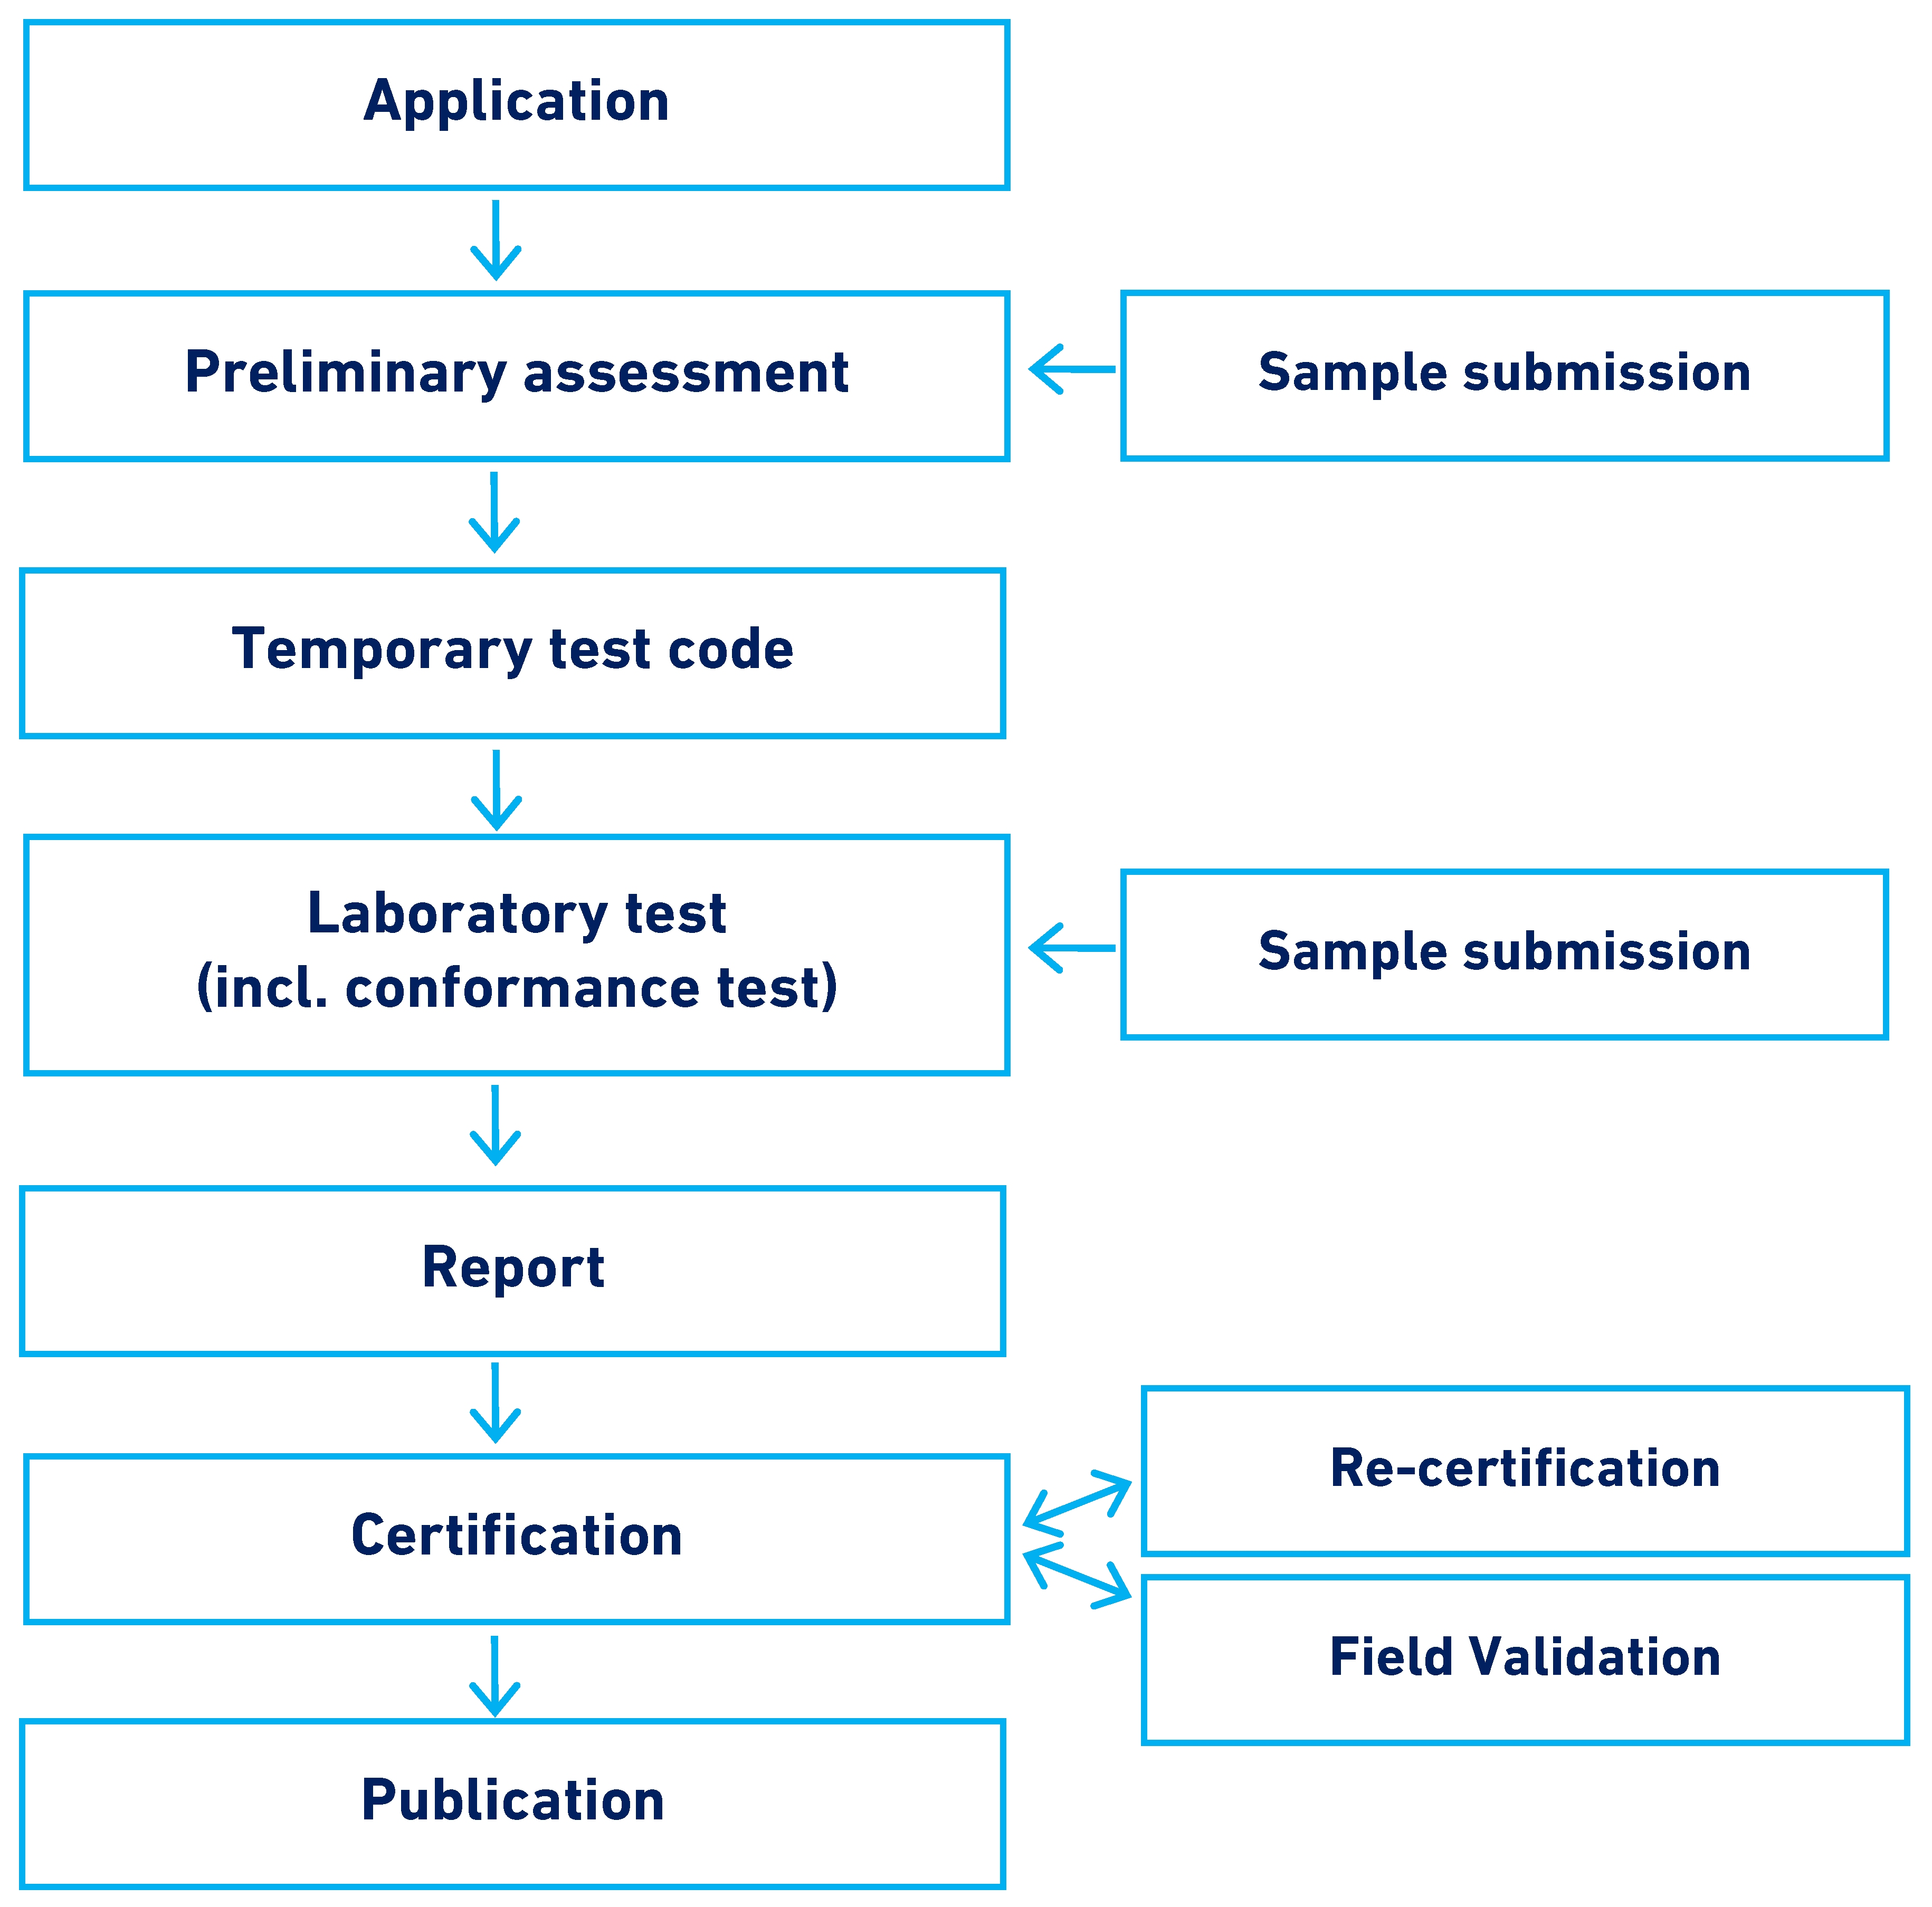 Application
Preliminary assessment
Sample submission
Temporary test code
Laboratory test
(incl. conformance test)
Sample submission
Report
Certification
Re-certification
Field Validation
Publication